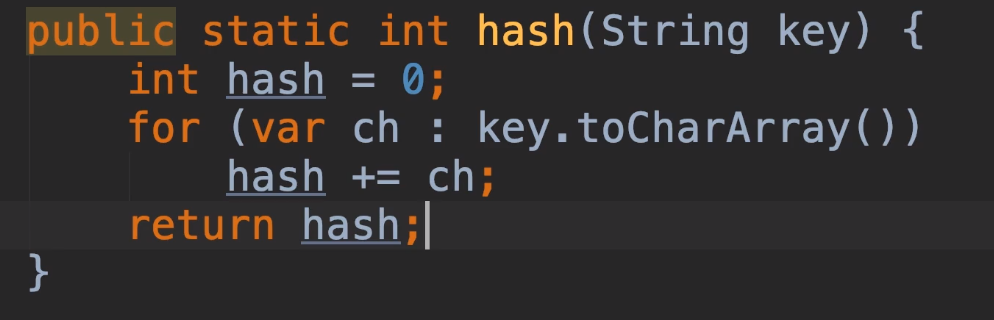 public static int hash(String key) {
    int hash = 0;
    for (var ch : key.toCharArray())
        hash += ch;
    return hash;
}